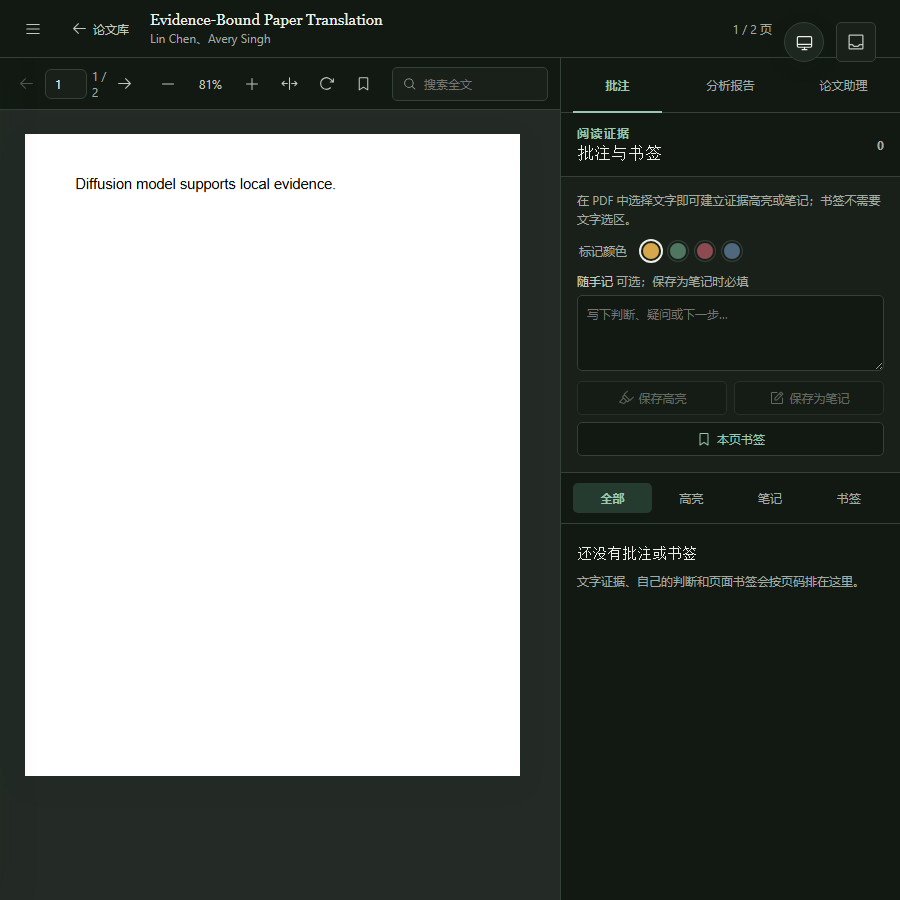 论文库
Evidence-Bound Paper Translation
Lin Chen、Avery Singh
1 / 2 页
1
1 / 2
81%
搜索全文
批注
分析报告
论文助理
Diffusion model supports local evidence.
阅读证据
批注与书签
0
在 PDF 中选择文字即可建立证据高亮或笔记；书签不需要
文字选区。
标记颜色
随手记 可选；保存为笔记时必填
写下判断、疑问或下一步...
保存高亮
保存为笔记
本页书签
全部
高亮
笔记
书签
还没有批注或书签
文字证据、自己的判断和页面书签会按页码排在这里。